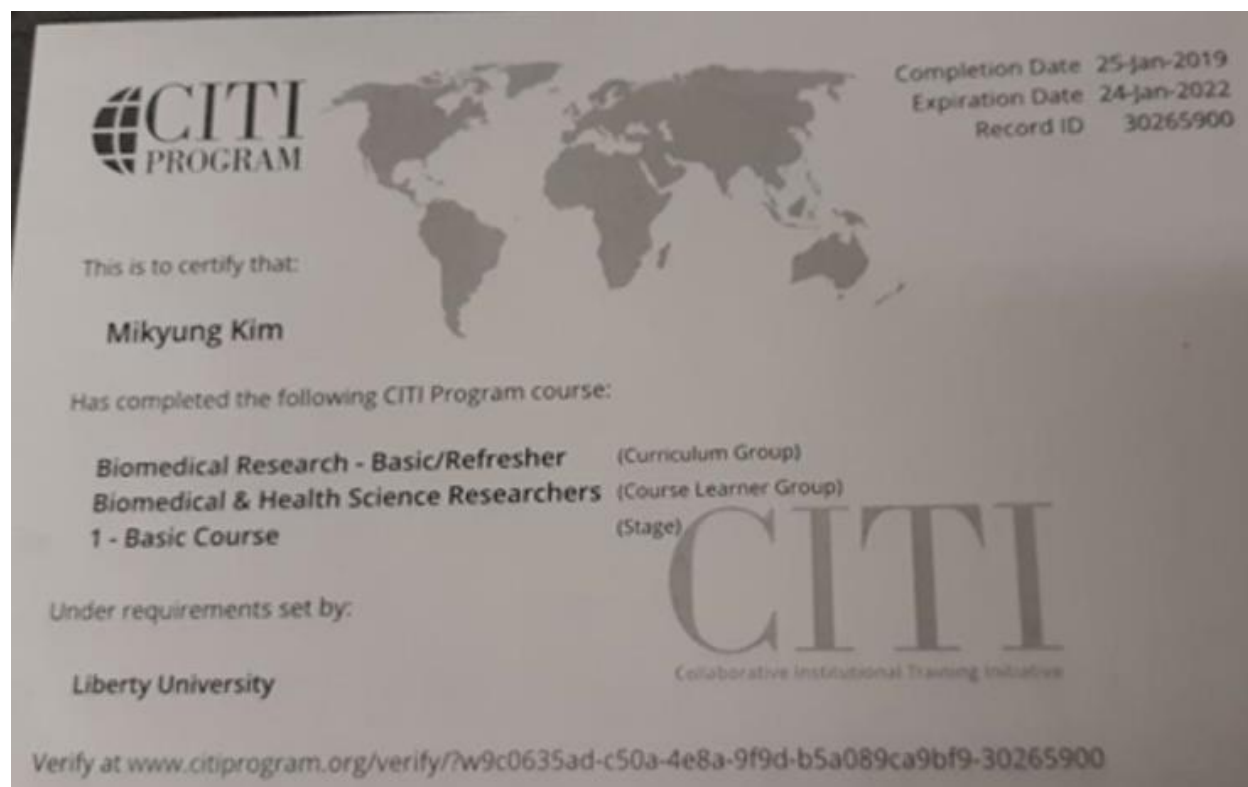 CITI
PROGRAM
Completion Date 25-Jan-2019
Expiration Date 24-Jan-2022
Record ID 30265900
This is to certify that:
Mikyung Kim
Has completed the following CITI Program course:
Biomedical Research - Basic/Refresher (Curriculum Group)
Biomedical & Health Science Researchers (Course Learner Group)
1 - Basic Course (Stage)
Under requirements set by:
Liberty University
CITI
Collaborative Institutional Training Initiative
Verify at www.citiprogram.org/verify/?w9c0635ad-c50a-4e8a-9f9d-b5a089ca9bf9-30265900